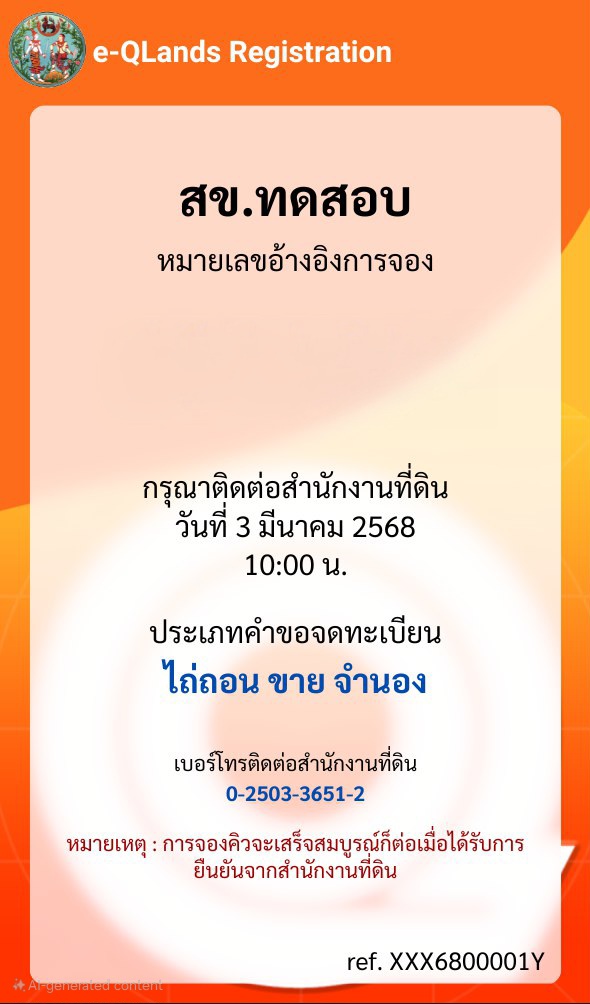 e-QLands Registration
สข.ทดสอบ
หมายเลขอ้างอิงการจอง
กรุณาติดต่อสำนักงานที่ดิน
วันที่ 3 มีนาคม 2568
10:00 น.
ประเภทคำขอจดทะเบียน
ไถ่ถอน ขาย จำนอง
เบอร์โทรติดต่อสำนักงานที่ดิน
0-2503-3651-2
หมายเหตุ : การจองคิวจะเสร็จสมบูรณ์ก็ต่อเมื่อได้รับการ
ยืนยันจากสำนักงานที่ดิน
ref. XXX6800001Y
AI-generated content